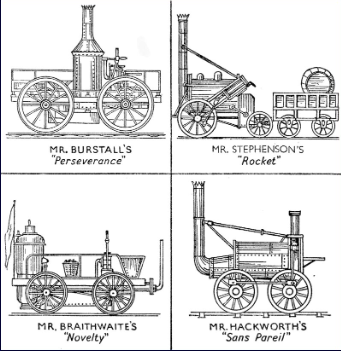 MR. BURSTALL'S
"Perseverance"
MR. STEPHENSON'S
"Rocket"
MR. BRAITHWAITE'S
"Novelty"
MR. HACKWORTH'S
"Sans Pareil"